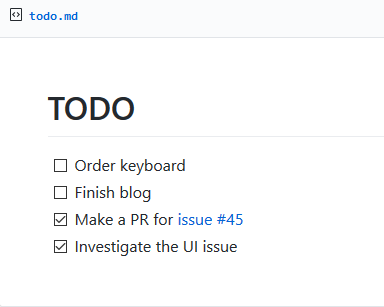 todo.md
TODO
Order keyboard
Finish blog
Make a PR for issue #45
Investigate the UI issue